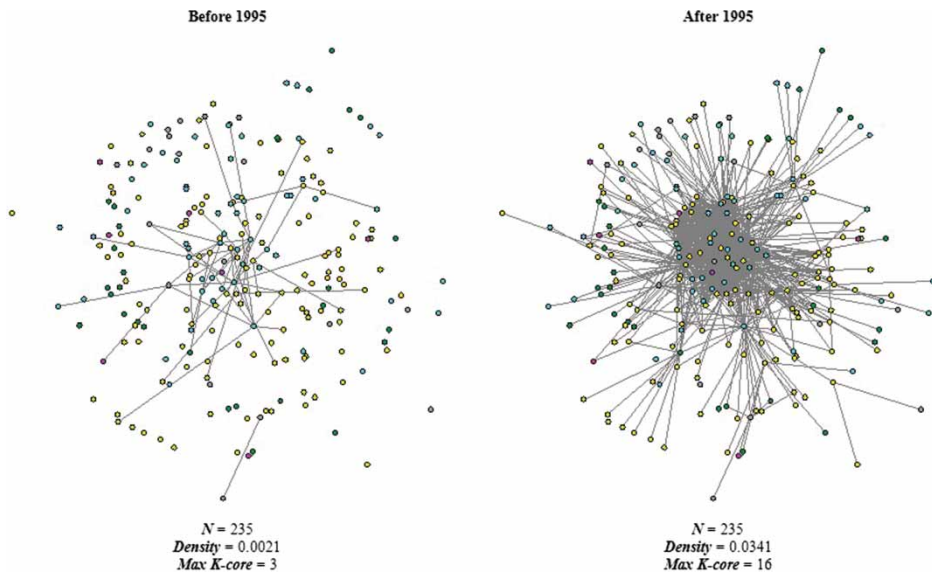 Before 1995
After 1995
N = 235
Density = 0.0021
Max K-core = 3
N = 235
Density = 0.0341
Max K-core = 16